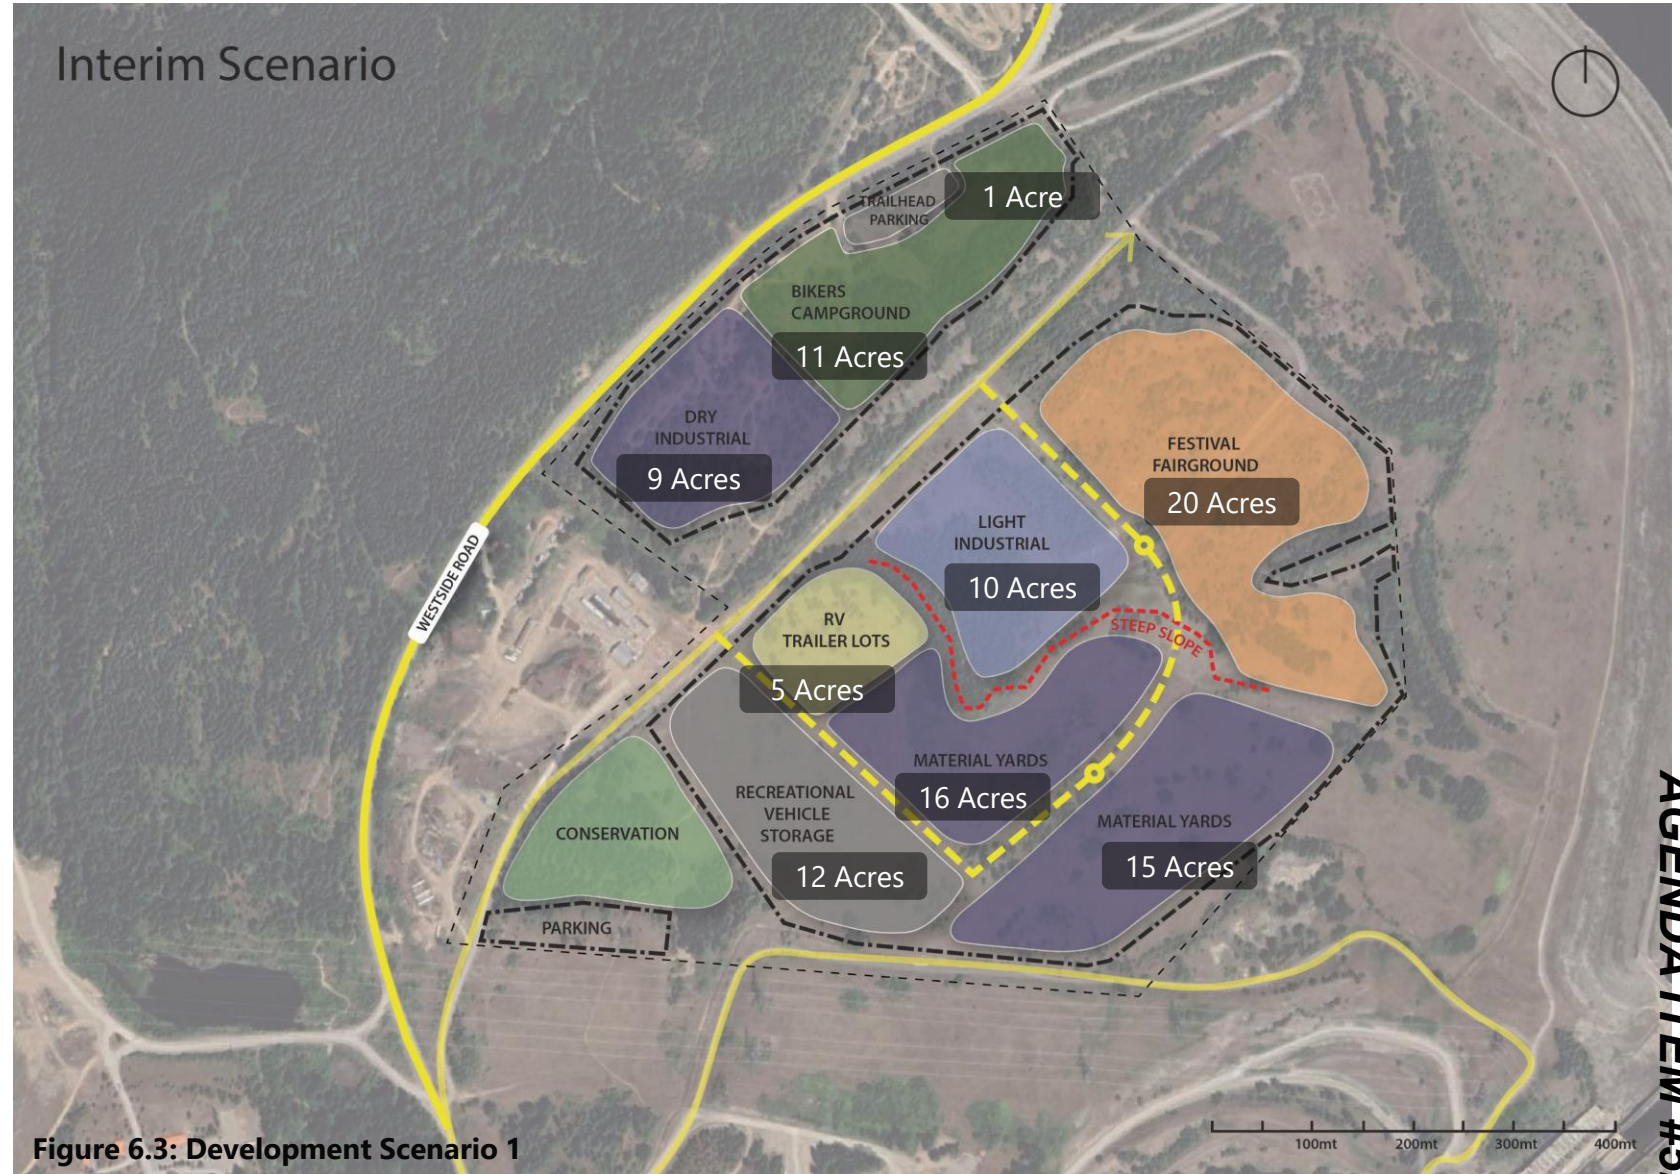 Interim Scenario
TRAILHEAD
PARKING
1 Acre
BIKERS
CAMPGROUND
11 Acres
DRY
INDUSTRIAL
9 Acres
FESTIVAL
FAIRGROUND
20 Acres
LIGHT
INDUSTRIAL
10 Acres
WESTSIDE ROAD
RV
TRAILER LOTS
5 Acres
STEEP SLOPE
MATERIAL YARDS
16 Acres
RECREATIONAL
VEHICLE
STORAGE
12 Acres
MATERIAL YARDS
15 Acres
CONSERVATION
PARKING
100mt 200mt 300mt 400mt
Figure 6.3: Development Scenario 1
AGENDA ITEM #